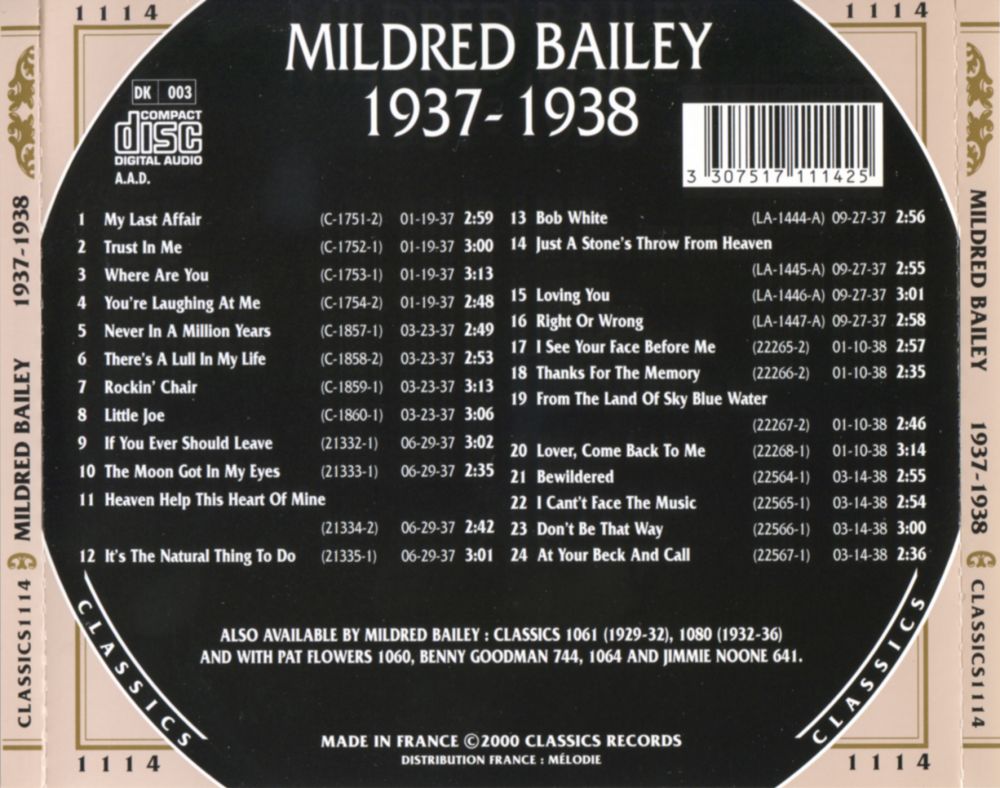 1114
1114
MILDRED BAILEY
1937-1938
DK 003
COMPACT
disc
DIGITAL AUDIO
A.A.D.
3 307517 111425
1 My Last Affair (C-1751-2) 01-19-37 2:59
2 Trust In Me (C-1752-1) 01-19-37 3:00
3 Where Are You (C-1753-1) 01-19-37 3:13
4 You're Laughing At Me (C-1754-2) 01-19-37 2:48
5 Never In A Million Years (C-1857-1) 03-23-37 2:49
6 There's A Lull In My Life (C-1858-2) 03-23-37 2:53
7 Rockin' Chair (C-1859-1) 03-23-37 3:13
8 Little Joe (C-1860-1) 03-23-37 3:06
9 If You Ever Should Leave (21332-1) 06-29-37 3:02
10 The Moon Got In My Eyes (21333-1) 06-29-37 2:35
11 Heaven Help This Heart Of Mine
(21334-2) 06-29-37 2:42
12 It's The Natural Thing To Do (21335-1) 06-29-37 3:01
13 Bob White (LA-1444-A) 09-27-37 2:56
14 Just A Stone's Throw From Heaven
(LA-1445-A) 09-27-37 2:55
15 Loving You (LA-1446-A) 09-27-37 3:01
16 Right Or Wrong (LA-1447-A) 09-27-37 2:58
17 I See Your Face Before Me (22265-2) 01-10-38 2:57
18 Thanks For The Memory (22266-2) 01-10-38 2:35
19 From The Land Of Sky Blue Water
(22267-2) 01-10-38 2:46
20 Lover, Come Back To Me (22268-1) 01-10-38 3:14
21 Bewildered (22564-1) 03-14-38 2:55
22 I Cant't Face The Music (22565-1) 03-14-38 2:54
23 Don't Be That Way (22566-1) 03-14-38 3:00
24 At Your Beck And Call (22567-1) 03-14-38 2:36
ALSO AVAILABLE BY MILDRED BAILEY : CLASSICS 1061 (1929-32), 1080 (1932-36)
AND WITH PAT FLOWERS 1060, BENNY GOODMAN 744, 1064 AND JIMMIE NOONE 641.
CLASSICS
CLASSICS
MADE IN FRANCE ©2000 CLASSICS RECORDS
DISTRIBUTION FRANCE : MÉLODIE
1114
1114
CLASSICS1114 MILDRED BAILEY 1937-1938
MILDRED BAILEY 1937-1938 CLASSICS1114